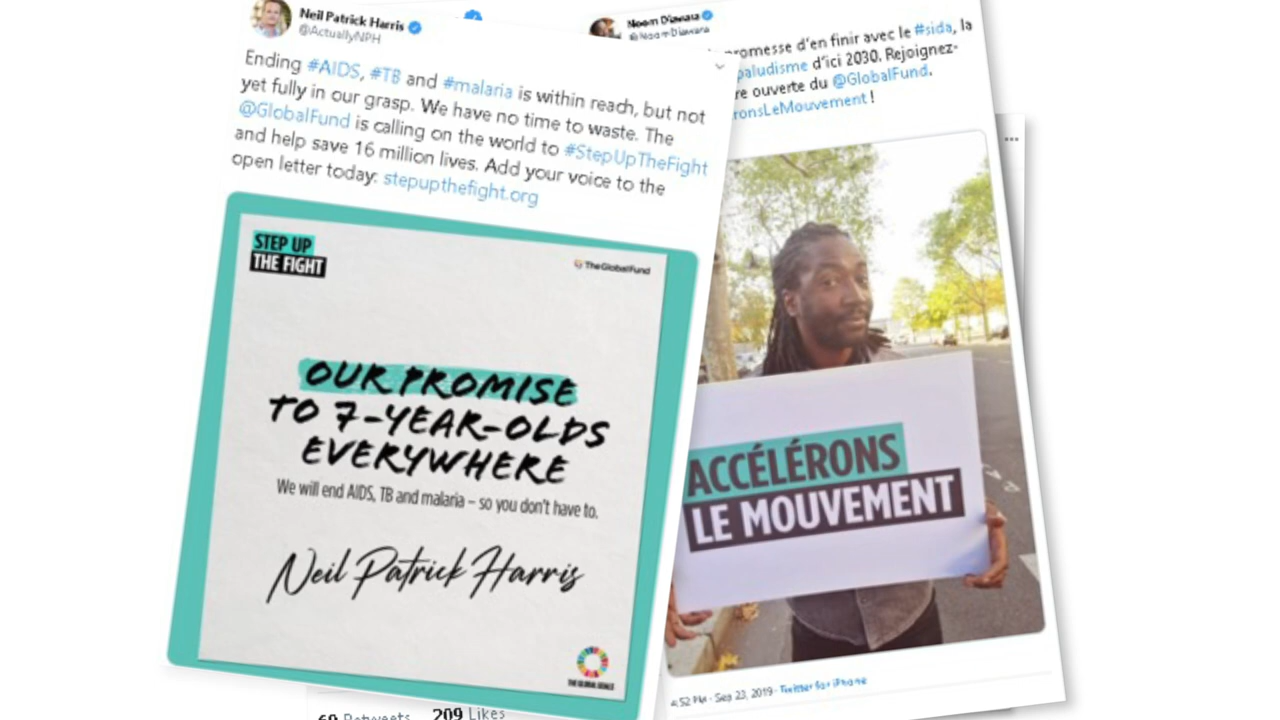 Neil Patrick Harris
@ActuallyNPH
Ending #AIDS, #TB and #malaria is within reach, but not
yet fully in our grasp. We have no time to waste. The
@GlobalFund is calling on the world to #StepUpTheFight
and help save 16 million lives. Add your voice to the
open letter today: stepupthefight.org
STEP UP
THE FIGHT
The Global Fund
OUR PROMISE
TO 7-YEAR-OLDS
EVERYWHERE
We will end AIDS, TB and malaria – so you don't have to.
Neil Patrick Harris
THE GLOBAL GOALS
69 Retweets 209 Likes
Noom Diawara
@NoomDiawara
promesse d'en finir avec le #sida, la
paludisme d'ici 2030. Rejoignez-
re ouverte du @GlobalFund.
ronsLeMouvement !
ACCÉLÉRONS
LE MOUVEMENT
4:52 PM · Sep 23, 2019 · Twitter for iPhone